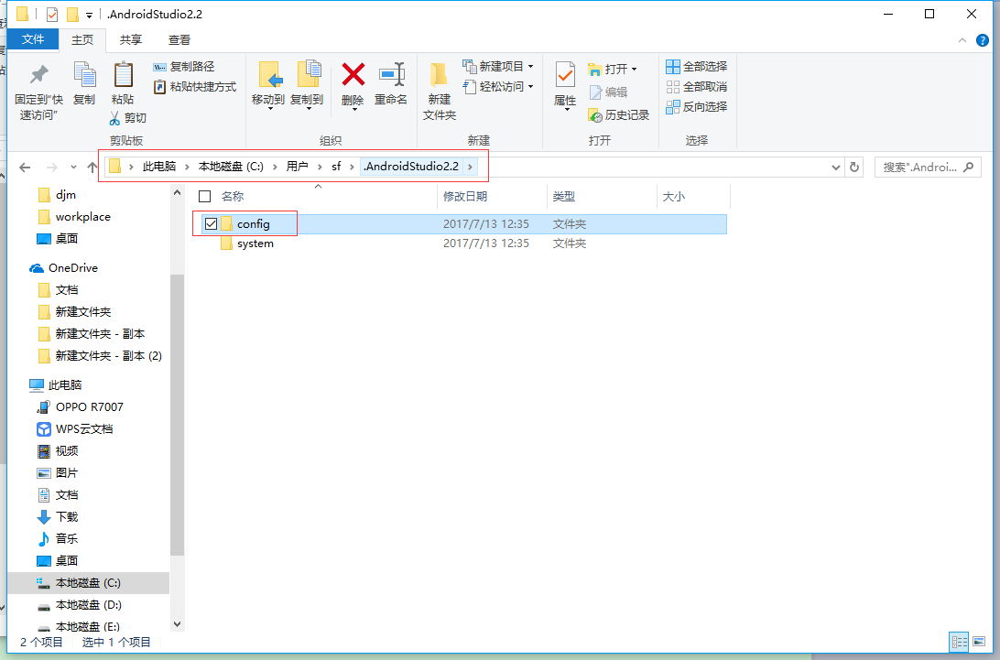 .AndroidStudio2.2
文件 主页 共享 查看
固定到“快速访问”
复制
粘贴
复制路径
粘贴快捷方式
剪切
剪贴板
移动到
复制到
删除
重命名
组织
新建
文件夹
新建项目
轻松访问
新建
属性
打开
编辑
历史记录
打开
全部选择
全部取消
反向选择
选择
此电脑 本地磁盘 (C:) 用户 sf .AndroidStudio2.2
搜索".Androi...
名称 修改日期 类型 大小
config 2017/7/13 12:35 文件夹
system 2017/7/13 12:35 文件夹
djm
workplace
桌面
OneDrive
文档
新建文件夹
新建文件夹 - 副本
新建文件夹 - 副本 (2)
此电脑
OPPO R7007
WPS云文档
视频
图片
文档
下载
音乐
桌面
本地磁盘 (C:)
本地磁盘 (D:)
本地磁盘 (E:)
2 个项目 选中 1 个项目